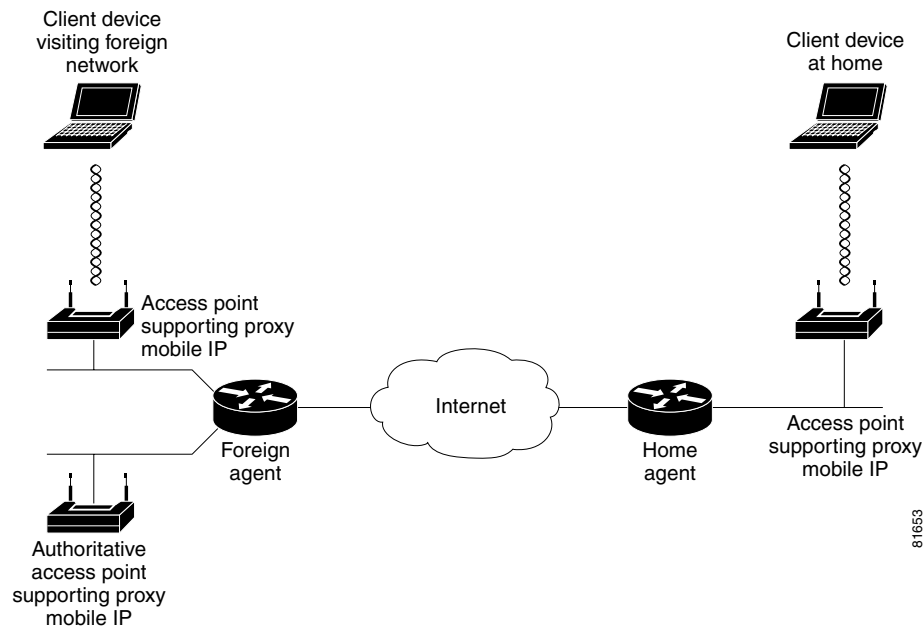 Client device
visiting foreign
network
Client device
at home
Access point
supporting proxy
mobile IP
Internet
Foreign
agent
Home
agent
Access point
supporting proxy
mobile IP
Authoritative
access point
supporting proxy
mobile IP
81653